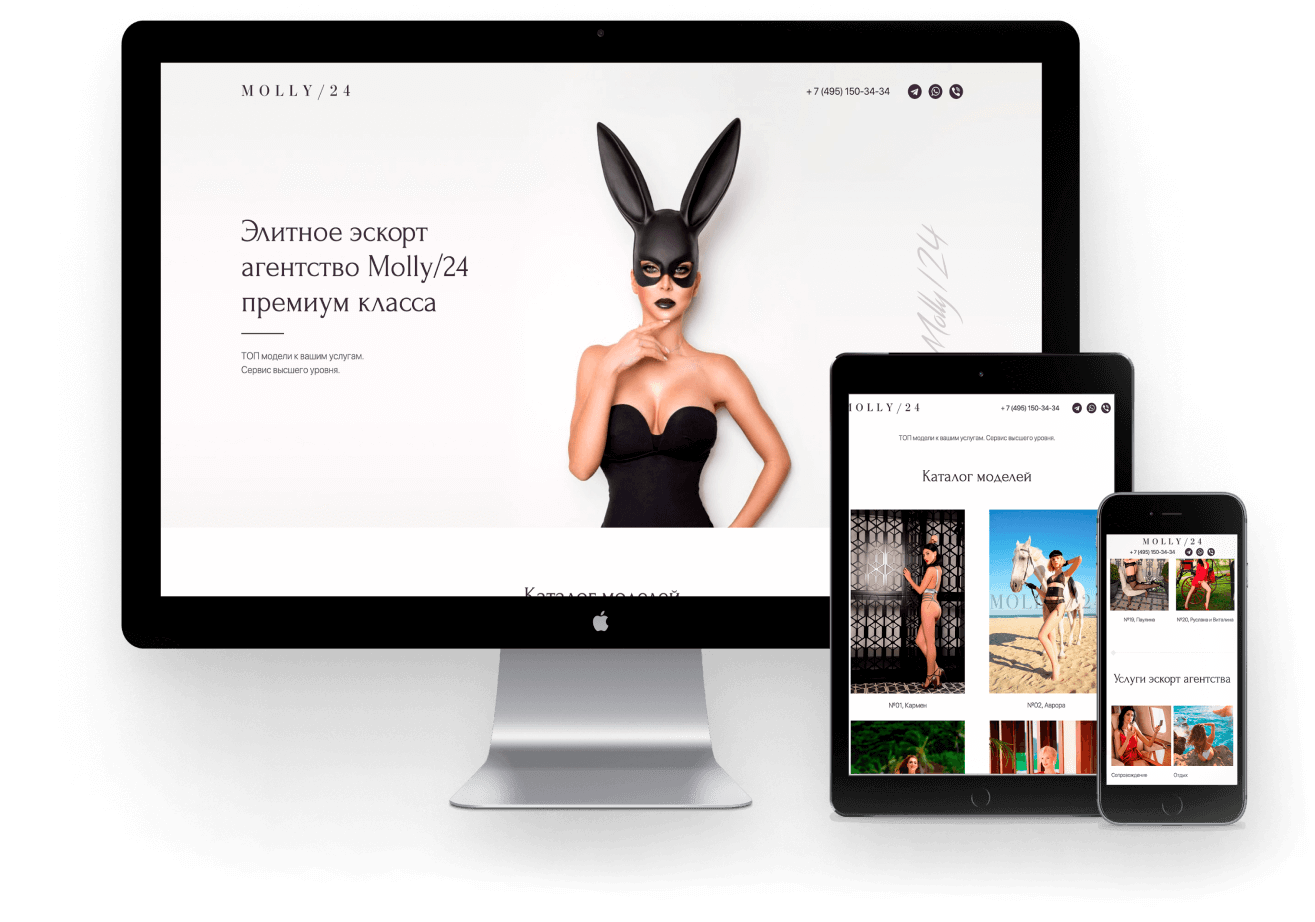 MOLLY/24
+ 7 (495) 150-34-34
Элитное эскорт
агентство Molly/24
премиум класса
ТОП модели к вашим услугам.
Сервис высшего уровня.
Molly/24
Каталог моделей
MOLLY/24
+ 7 (495) 150-34-34
ТОП модели к вашим услугам. Сервис высшего уровня.
Каталог моделей
№01, Кармен
№02, Аврора
MOLLY/24
+ 7 (495) 150-34-34
№19, Паулина
№20, Руслана и Виталина
Услуги эскорт агентства
Сопровождение
Отдых